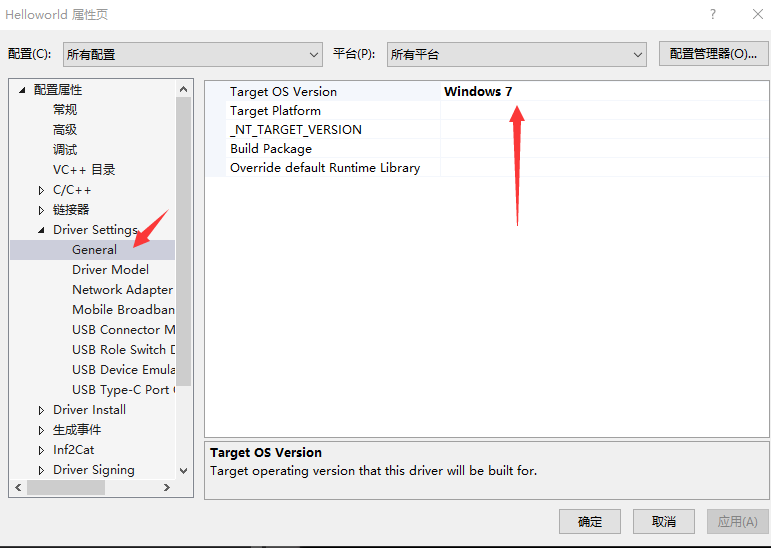 Helloworld 属性页
配置(C): 所有配置 平台(P): 所有平台 配置管理器(O)...
配置属性
常规
高级
调试
VC++ 目录
C/C++
链接器
Driver Settings
General
Driver Model
Network Adapter
Mobile Broadban
USB Connector M
USB Role Switch D
USB Device Emula
USB Type-C Port
Driver Install
生成事件
Inf2Cat
Driver Signing
Target OS Version Windows 7
Target Platform
_NT_TARGET_VERSION
Build Package
Override default Runtime Library
Target OS Version
Target operating version that this driver will be built for.
确定 取消 应用(A)